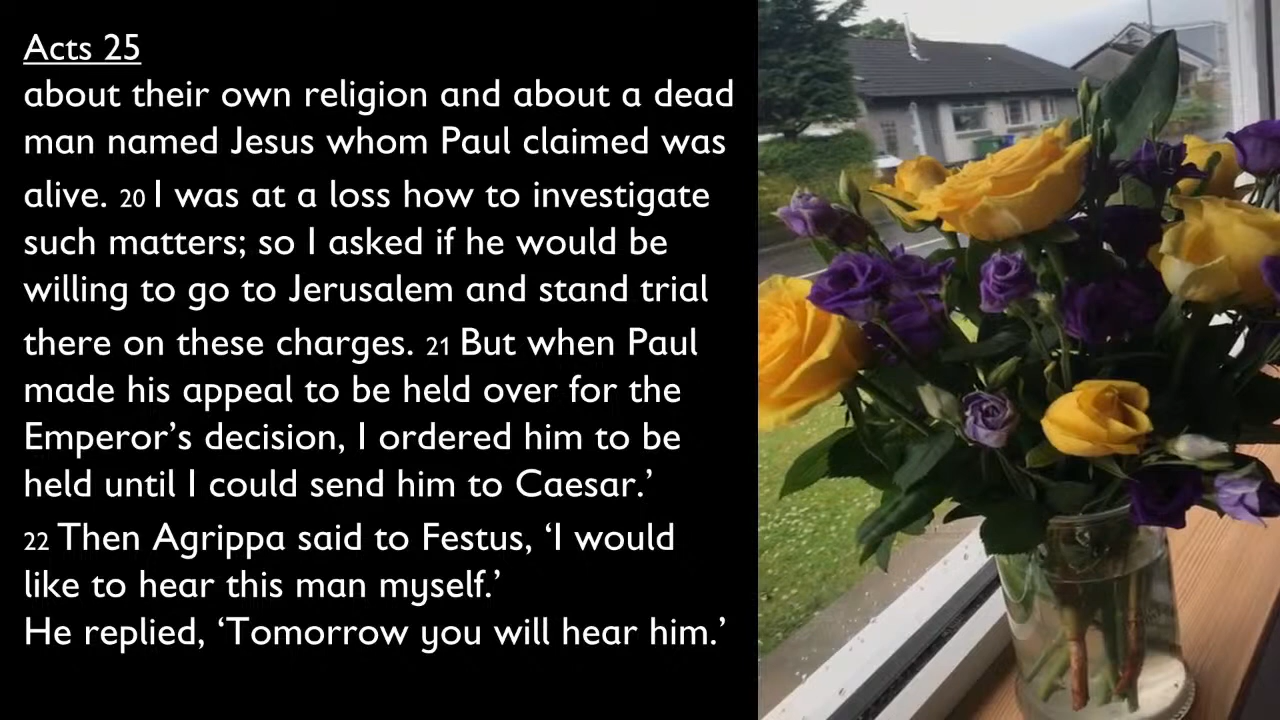 Acts 25
about their own religion and about a dead
man named Jesus whom Paul claimed was
alive. 20 I was at a loss how to investigate
such matters; so I asked if he would be
willing to go to Jerusalem and stand trial
there on these charges. 21 But when Paul
made his appeal to be held over for the
Emperor’s decision, I ordered him to be
held until I could send him to Caesar.’
22 Then Agrippa said to Festus, ‘I would
like to hear this man myself.’
He replied, ‘Tomorrow you will hear him.’